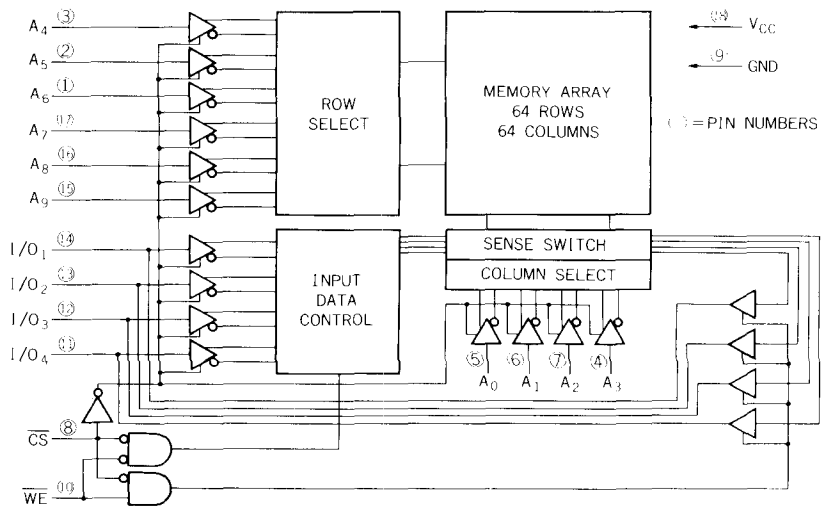 A4 ③
A5 ②
A6 ①
A7 ⑰
A8 ⑯
A9 ⑮
ROW
SELECT
MEMORY ARRAY
64 ROWS
64 COLUMNS
⑱ VCC
⑨ GND
( )=PIN NUMBERS
I/O1 ⑭
I/O2 ⑬
I/O3 ⑫
I/O4 ⑪
INPUT
DATA
CONTROL
SENSE SWITCH
COLUMN SELECT
⑤ ⑥ ⑦ ④
A0 A1 A2 A3
CS ⑧
WE ⑩